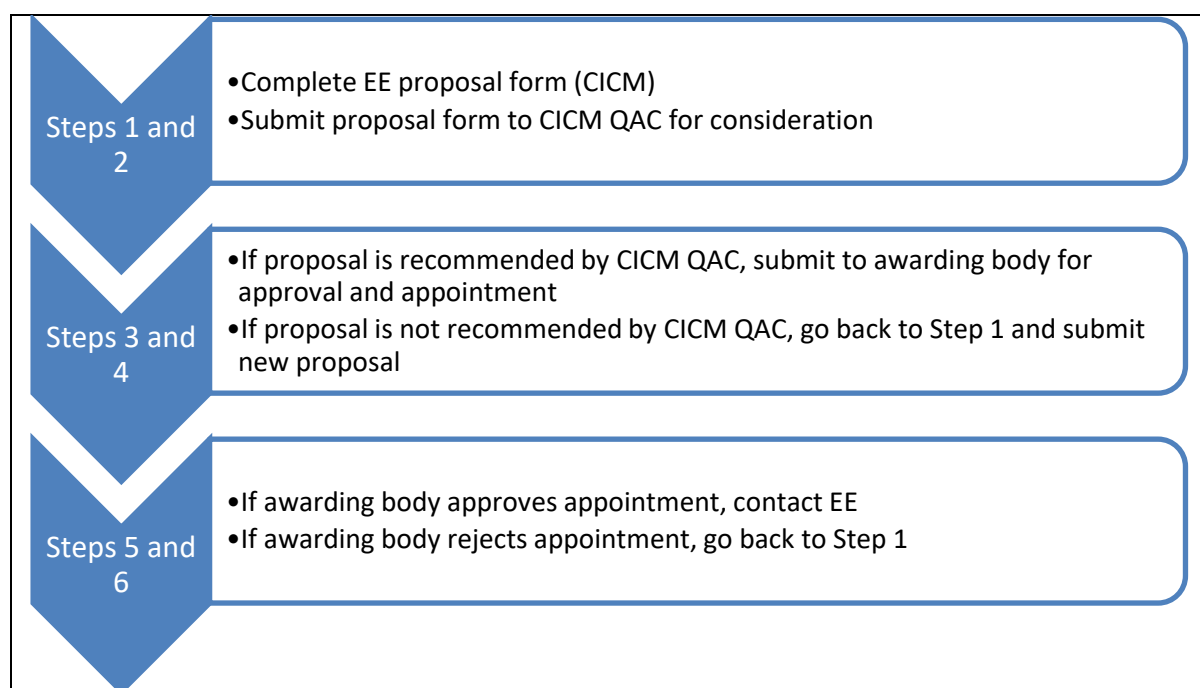 Steps 1 and
2
•Complete EE proposal form (CICM)
•Submit proposal form to CICM QAC for consideration
Steps 3 and
4
•If proposal is recommended by CICM QAC, submit to awarding body for
approval and appointment
•If proposal is not recommended by CICM QAC, go back to Step 1 and submit
new proposal
Steps 5 and
6
•If awarding body approves appointment, contact EE
•If awarding body rejects appointment, go back to Step 1